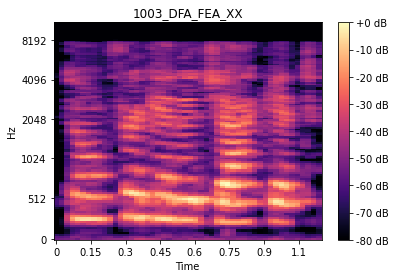 1003_DFA_FEA_XX
+0 dB
8192
-10 dB
4096
-20 dB
-30 dB
2048
Hz
-40 dB
1024
-50 dB
512
-60 dB
-70 dB
0
-80 dB
0 0.15 0.3 0.45 0.6 0.75 0.9 1.1
Time